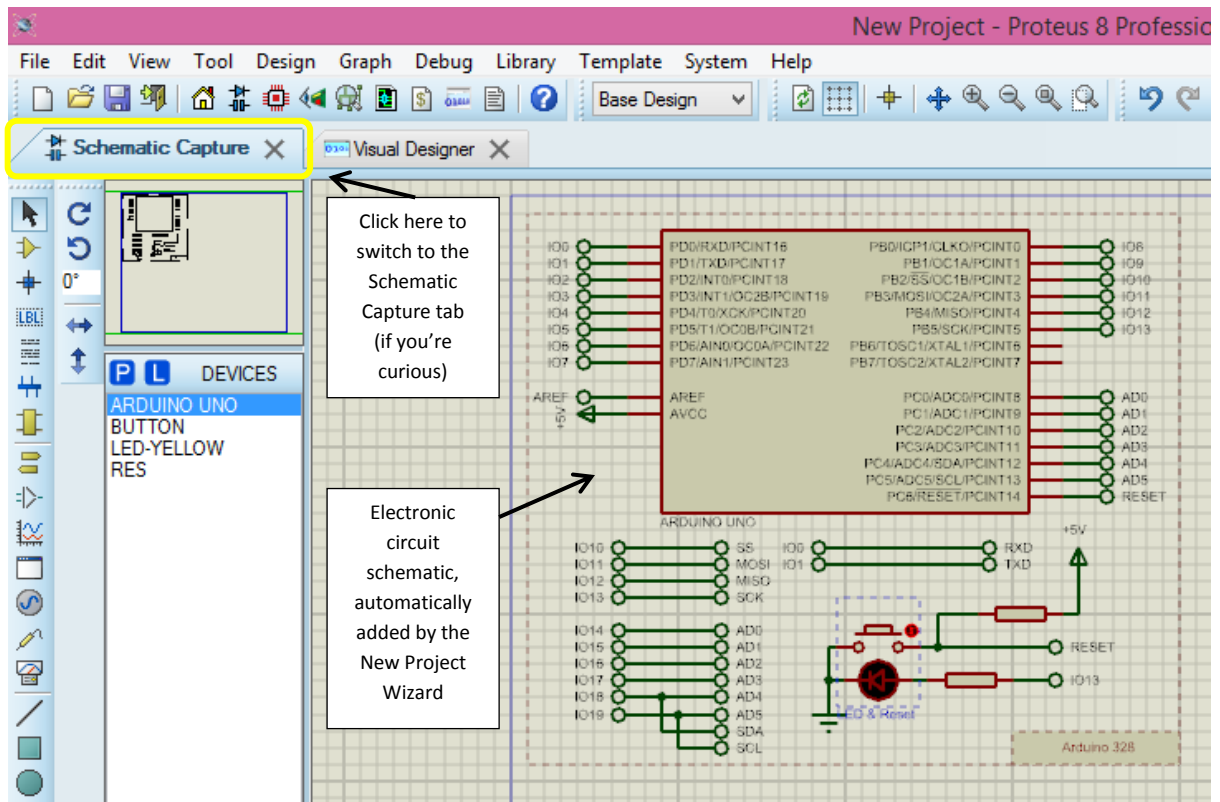 New Project - Proteus 8 Professio
File Edit View Tool Design Graph Debug Library Template System Help
Base Design
Schematic Capture
Visual Designer
0°
LBL
P L DEVICES
ARDUINO UNO
BUTTON
LED-YELLOW
RES
Click here to
switch to the
Schematic
Capture tab
(if you're
curious)
Electronic
circuit
schematic,
automatically
added by the
New Project
Wizard
IO0 PD0/RXD/PCINT16 PB0/ICP1/CLKO/PCINT0 IO8
IO1 PD1/TXD/PCINT17 PB1/OC1A/PCINT1 IO9
IO2 PD2/INT0/PCINT18 PB2/SS/OC1B/PCINT2 IO10
IO3 PD3/INT1/OC2B/PCINT19 PB3/MOSI/OC2A/PCINT3 IO11
IO4 PD4/T0/XCK/PCINT20 PB4/MISO/PCINT4 IO12
IO5 PD5/T1/OC0B/PCINT21 PB5/SCK/PCINT5 IO13
IO6 PD6/AIN0/OC0A/PCINT22 PB6/TOSC1/XTAL1/PCINT6
IO7 PD7/AIN1/PCINT23 PB7/TOSC2/XTAL2/PCINT7
AREF AREF PC0/ADC0/PCINT8 AD0
+5V AVCC PC1/ADC1/PCINT9 AD1
PC2/ADC2/PCINT10 AD2
PC3/ADC3/PCINT11 AD3
PC4/ADC4/SDA/PCINT12 AD4
PC5/ADC5/SCL/PCINT13 AD5
PC6/RESET/PCINT14 RESET
ARDUINO UNO
+5V
IO10 SS IO0 RXD
IO11 MOSI IO1 TXD
IO12 MISO
IO13 SCK
IO14 AD0
IO15 AD1 RESET
IO16 AD2
IO17 AD3 IO13
IO18 AD4
IO19 AD5 LED & Reset
SDA
SCL Arduino 328